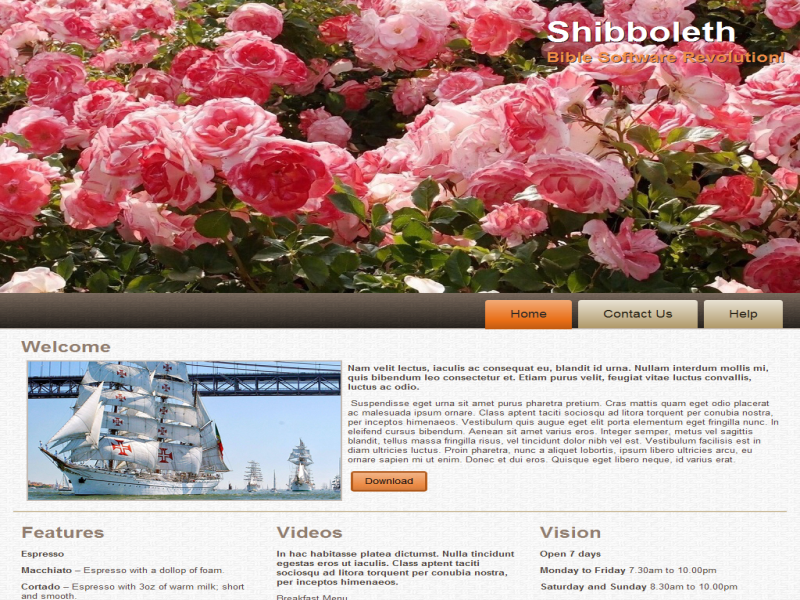 Shibboleth
Bible Software Revolution!
Home
Contact Us
Help
Welcome
Nam velit lectus, iaculis ac consequat eu, blandit id urna. Nullam interdum mollis mi,
quis bibendum leo consectetur et. Etiam purus velit, feugiat vitae luctus convallis,
luctus ac odio.
Suspendisse eget urna sit amet purus pharetra pretium. Cras mattis quam eget odio placerat
ac malesuada ipsum ornare. Class aptent taciti sociosqu ad litora torquent per conubia nostra,
per inceptos himenaeos. Vestibulum quis augue eget elit porta elementum eget fringilla nunc. In
eleifend cursus bibendum. Aenean sit amet varius eros. Integer semper, metus vel sagittis
blandit, tellus massa fringilla risus, vel tincidunt dolor nibh vel est. Vestibulum facilisis est in
diam ultricies luctus. Proin pharetra, nunc a aliquet lobortis, ipsum libero ultricies arcu, eu
ornare sapien mi ut enim. Donec et dui eros. Quisque eget libero neque, id varius erat.
Download
Features
Espresso
Macchiato – Espresso with a dollop of foam.
Cortado – Espresso with 3oz of warm milk; short
and smooth.
Videos
In hac habitasse platea dictumst. Nulla tincidunt
egestas eros ut iaculis. Class aptent taciti
sociosqu ad litora torquent per conubia nostra,
per inceptos himenaeos.
Breakfast Menu
Vision
Open 7 days
Monday to Friday 7.30am to 10.00pm
Saturday and Sunday 8.30am to 10.00pm